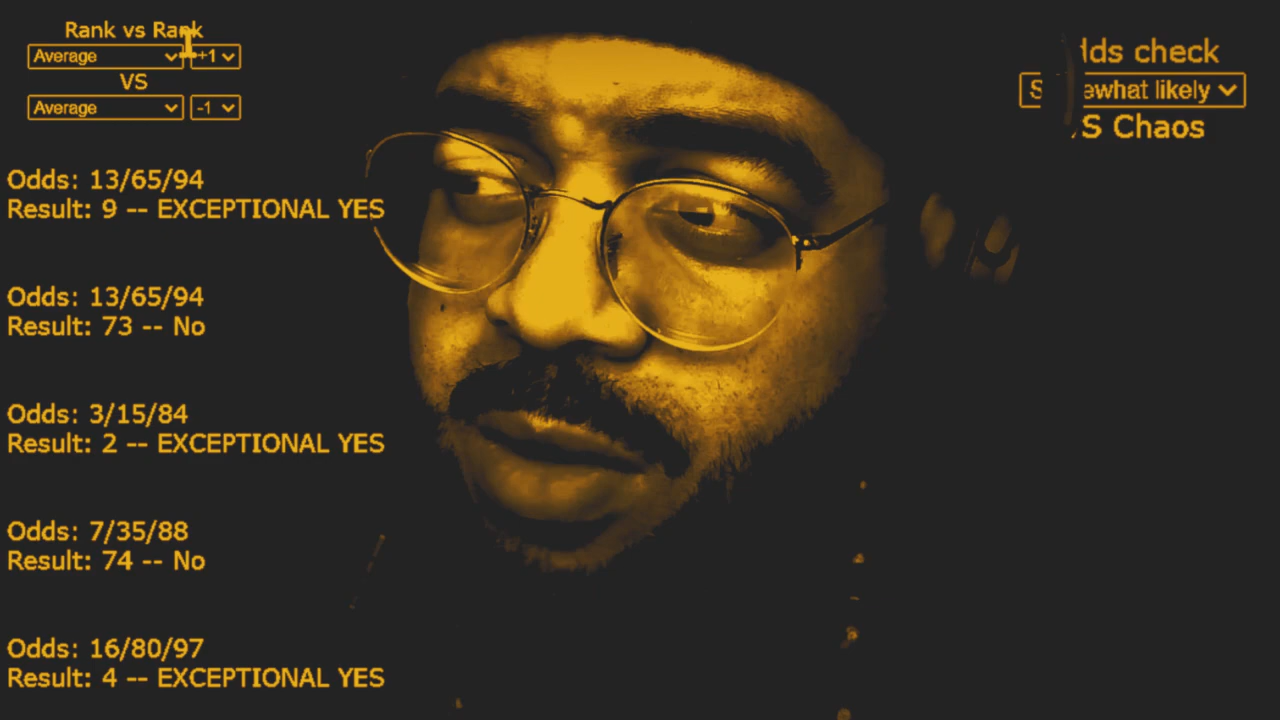 Rank vs Rank
Average +1
VS
Average -1
Odds: 13/65/94
Result: 9 -- EXCEPTIONAL YES
Odds: 13/65/94
Result: 73 -- No
Odds: 3/15/84
Result: 2 -- EXCEPTIONAL YES
Odds: 7/35/88
Result: 74 -- No
Odds: 16/80/97
Result: 4 -- EXCEPTIONAL YES
check
likely
Chaos